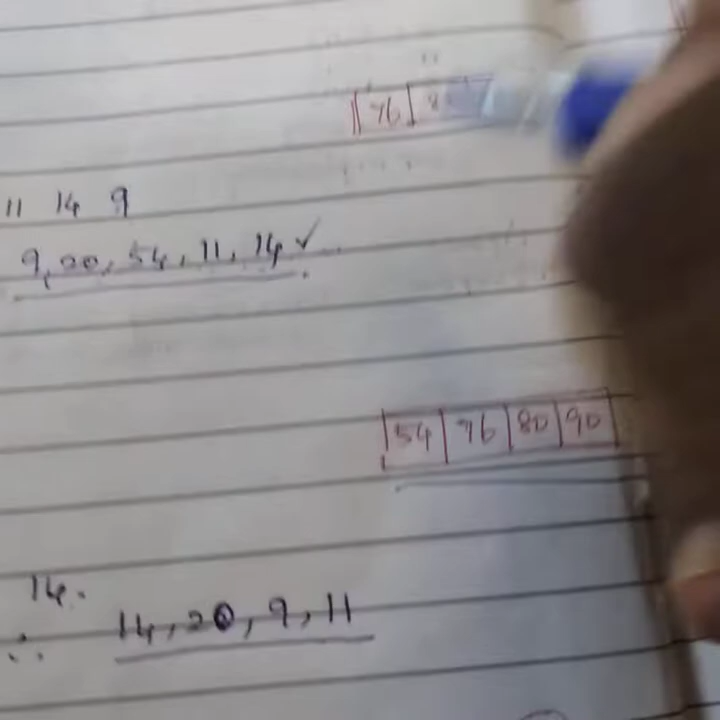 76
11 14 9
9, 20, 54, 11, 14 ✓
54 76 80 90
14.
∴ 14, 20, 9, 11